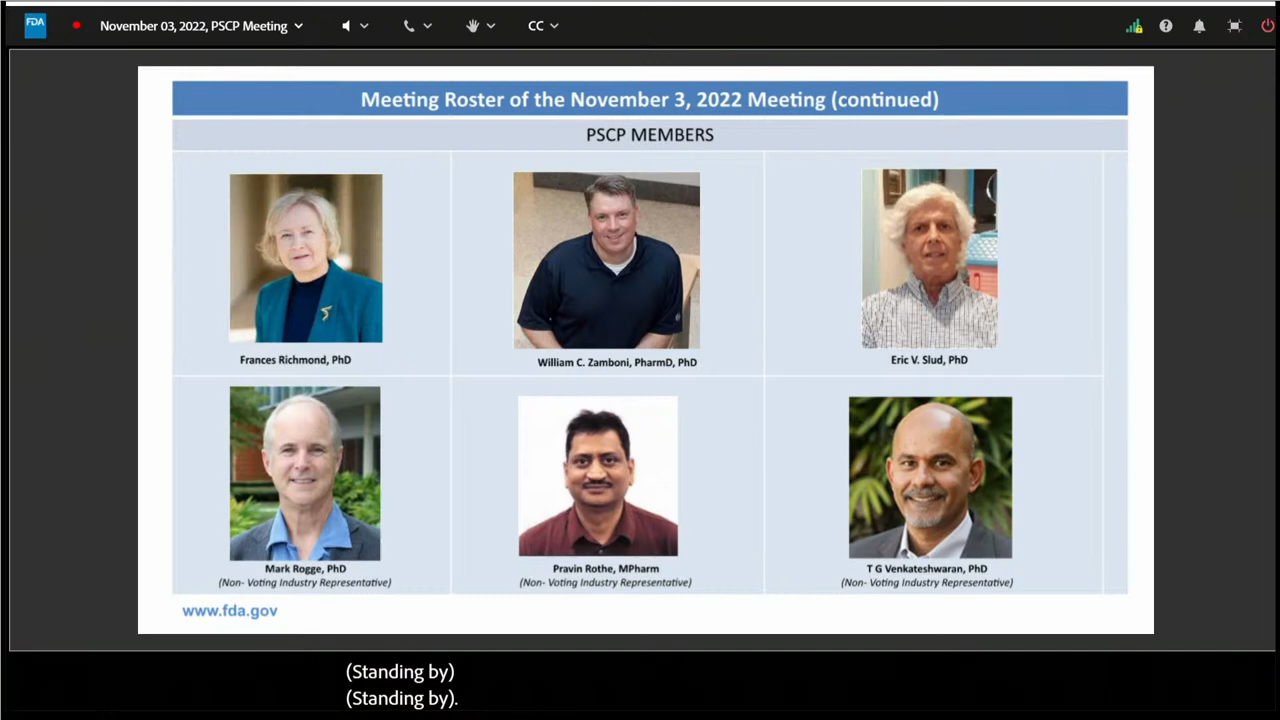 FDA
November 03, 2022, PSCP Meeting
CC
Meeting Roster of the November 3, 2022 Meeting (continued)
PSCP MEMBERS
Frances Richmond, PhD
William C. Zamboni, PharmD, PhD
Eric V. Slud, PhD
Mark Rogge, PhD
(Non- Voting Industry Representative)
Pravin Rothe, MPharm
(Non- Voting Industry Representative)
T G Venkateshwaran, PhD
(Non- Voting Industry Representative)
www.fda.gov
(Standing by)
(Standing by).